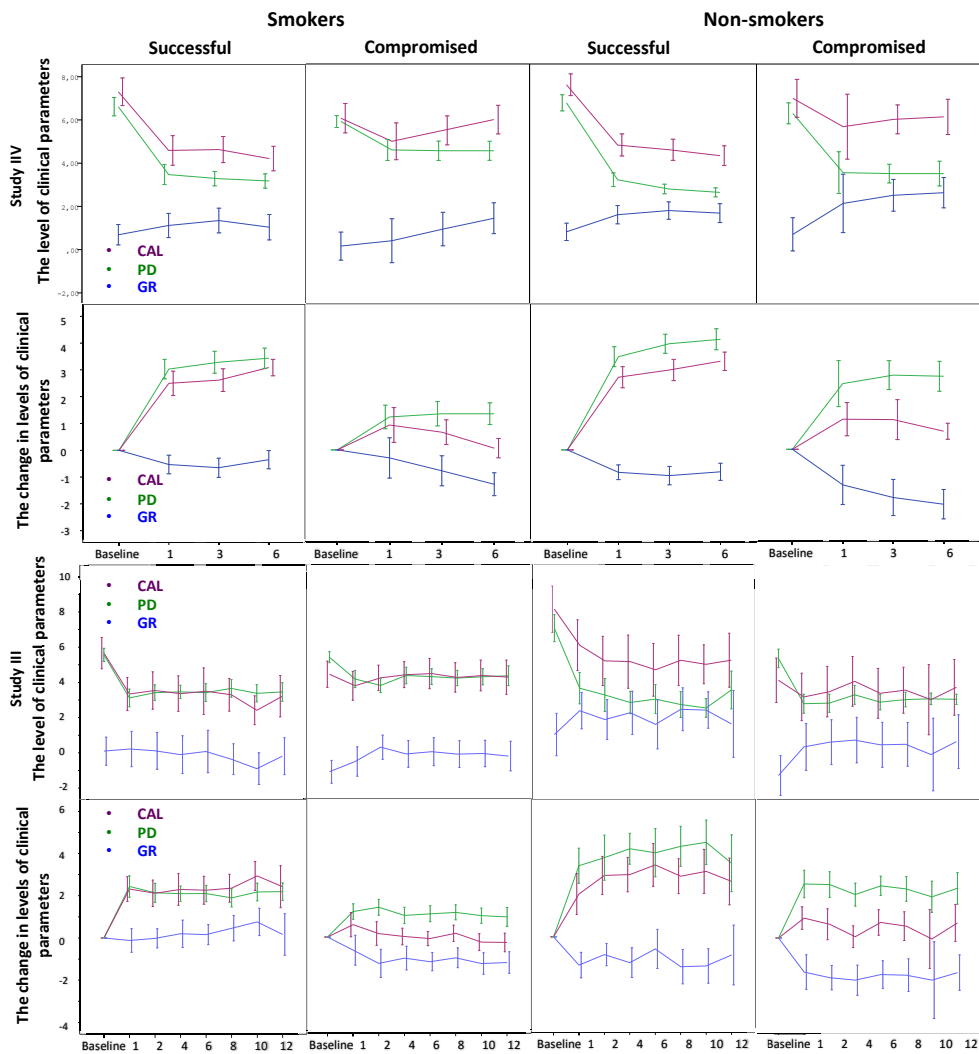 Smokers Non-smokers
Successful Compromised Successful Compromised
Study IIV
The level of clinical parameters
8,00
6,00
4,00
2,00
,00
-2,00
CAL
PD
GR
The change in levels of clinical
parameters
5
4
3
2
1
0
-1
-2
-3
CAL
PD
GR
Baseline 1 3 6 Baseline 1 3 6 Baseline 1 3 6 Baseline 1 3 6
Study III
The level of clinical parameters
10
8
6
4
2
0
-2
CAL
PD
GR
The change in levels of clinical
parameters
6
4
2
0
-2
-4
CAL
PD
GR
Baseline 1 2 4 6 8 10 12 Baseline 1 2 4 6 8 10 12 Baseline 1 2 4 6 8 10 12 Baseline 1 2 4 6 8 10 12